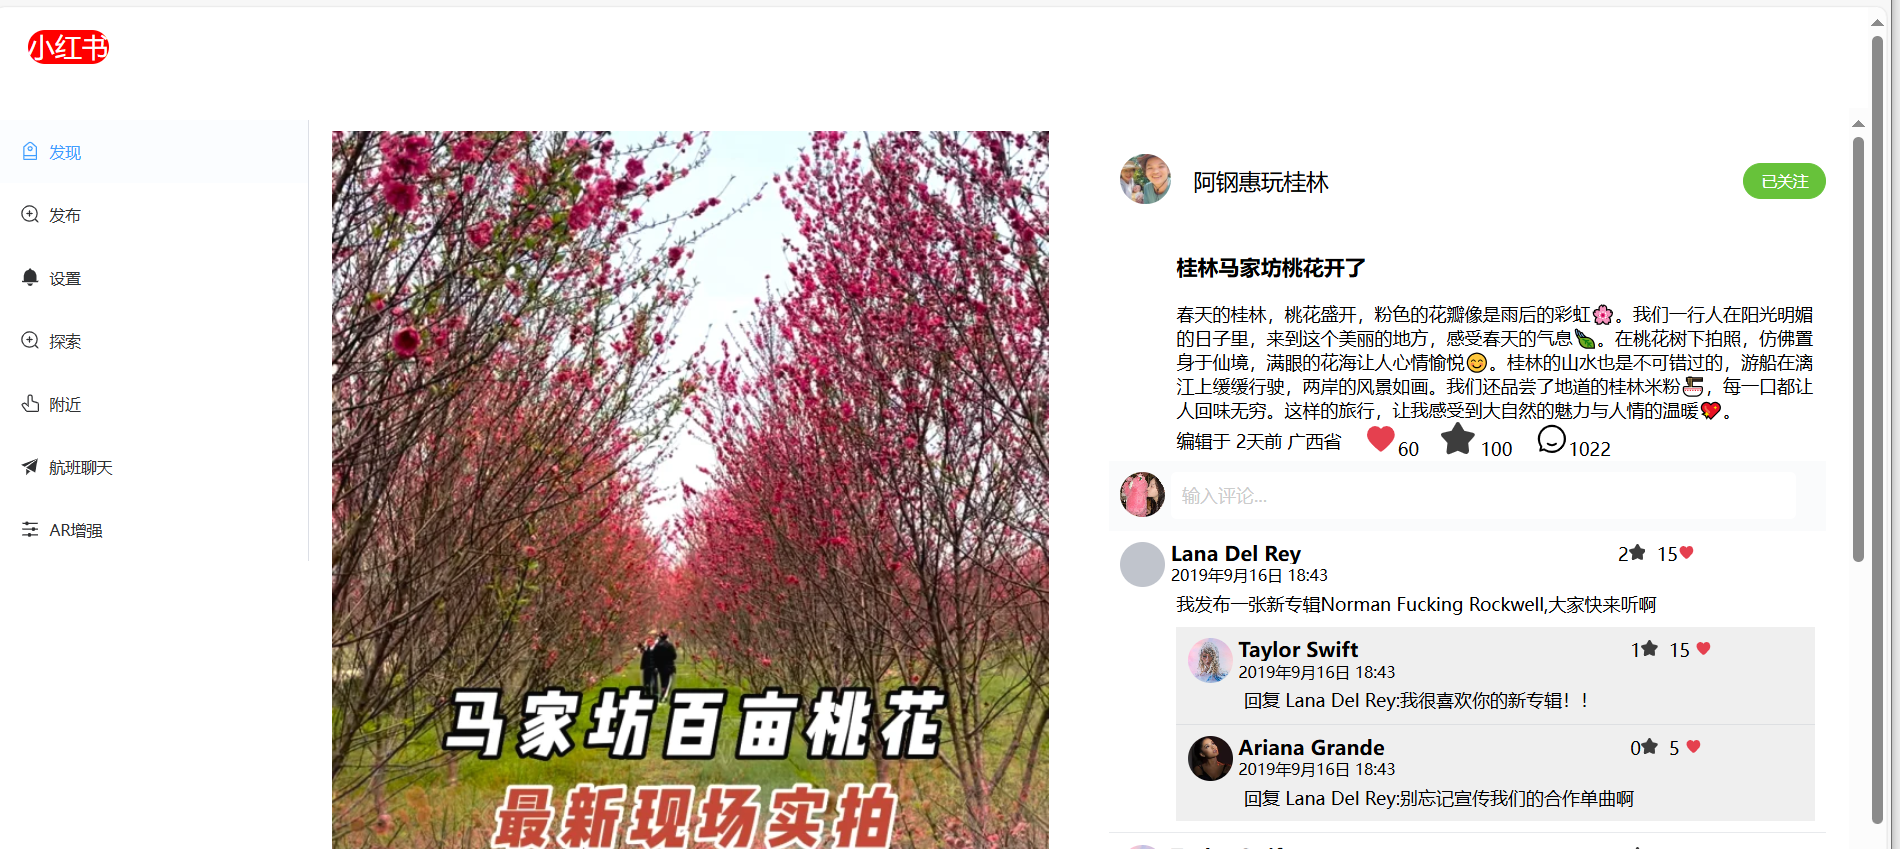 小红书
发现
发布
设置
探索
附近
航班聊天
AR增强
马家坊百亩桃花
最新现场实拍
阿钢惠玩桂林
已关注
桂林马家坊桃花开了
春天的桂林，桃花盛开，粉色的花瓣像是雨后的彩虹🌸。我们一行人在阳光明媚
的日子里，来到这个美丽的地方，感受春天的气息🍃。在桃花树下拍照，仿佛置
身于仙境，满眼的花海让人心情愉悦😊。桂林的山水也是不可错过的，游船在漓
江上缓缓行驶，两岸的风景如画。我们还品尝了地道的桂林米粉🍜，每一口都让
人回味无穷。这样的旅行，让我感受到大自然的魅力与人情的温暖💖。
编辑于 2天前 广西省 60 100 1022
输入评论...
Lana Del Rey 2 15
2019年9月16日 18:43
我发布一张新专辑Norman Fucking Rockwell,大家快来听啊
Taylor Swift 1 15
2019年9月16日 18:43
回复 Lana Del Rey:我很喜欢你的新专辑！！
Ariana Grande 0 5
2019年9月16日 18:43
回复 Lana Del Rey:别忘记宣传我们的合作单曲啊